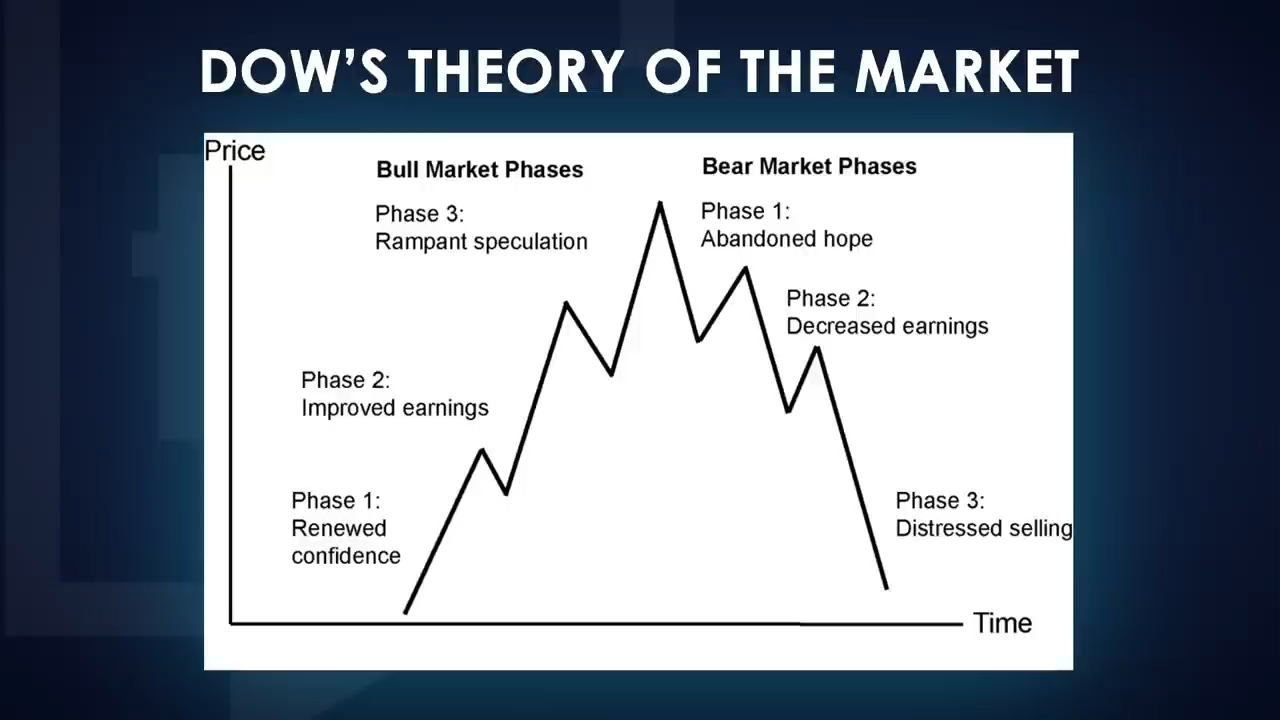 DOW'S THEORY OF THE MARKET
Price
Bull Market Phases
Phase 3:
Rampant speculation
Phase 2:
Improved earnings
Phase 1:
Renewed
confidence
Bear Market Phases
Phase 1:
Abandoned hope
Phase 2:
Decreased earnings
Phase 3:
Distressed selling
Time